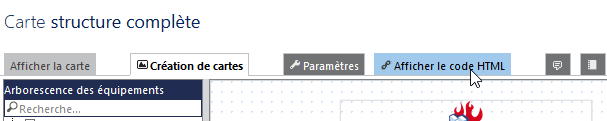 Carte structure complète
Afficher la carte
Création de cartes
Paramètres
Afficher le code HTML
Arborescence des équipements
Recherche...